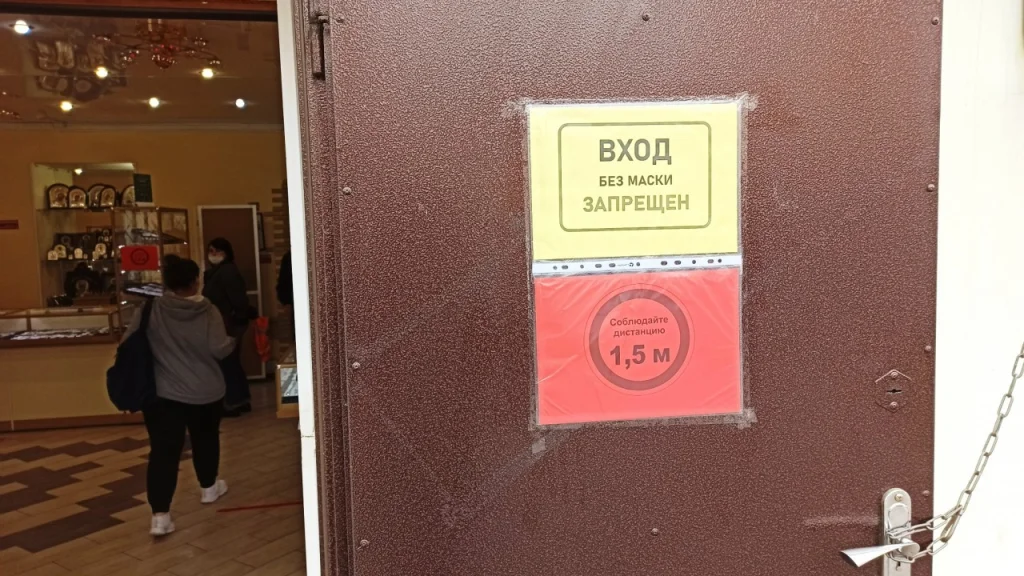 ВХОД
БЕЗ МАСКИ
ЗАПРЕЩЕН
Соблюдайте
дистанцию
1,5 м